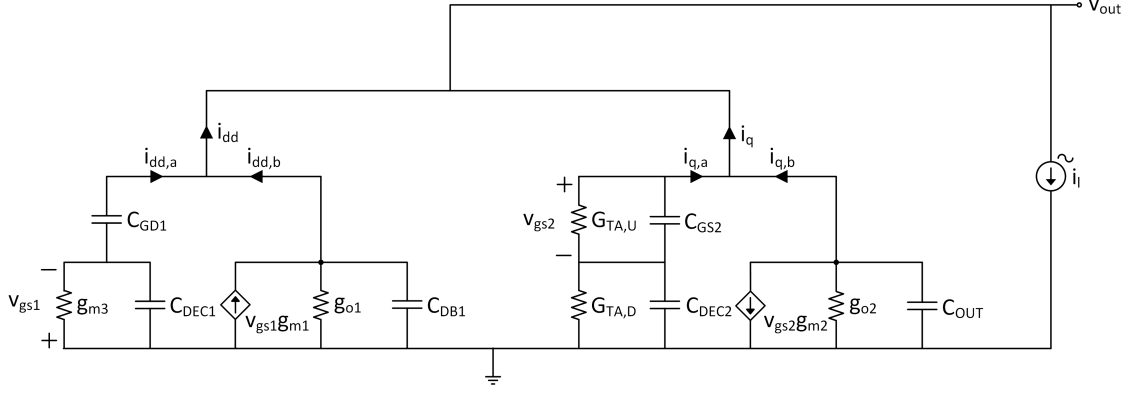 vout
idd
iq
idd,a
idd,b
iq,a
iq,b
~
+
il
CGD1
vgs2
GTA,U
CGS2
−
−
vgs1
gm3
CDEC1
vgs1gm1
go1
CDB1
GTA,D
CDEC2
vgs2gm2
go2
COUT
+